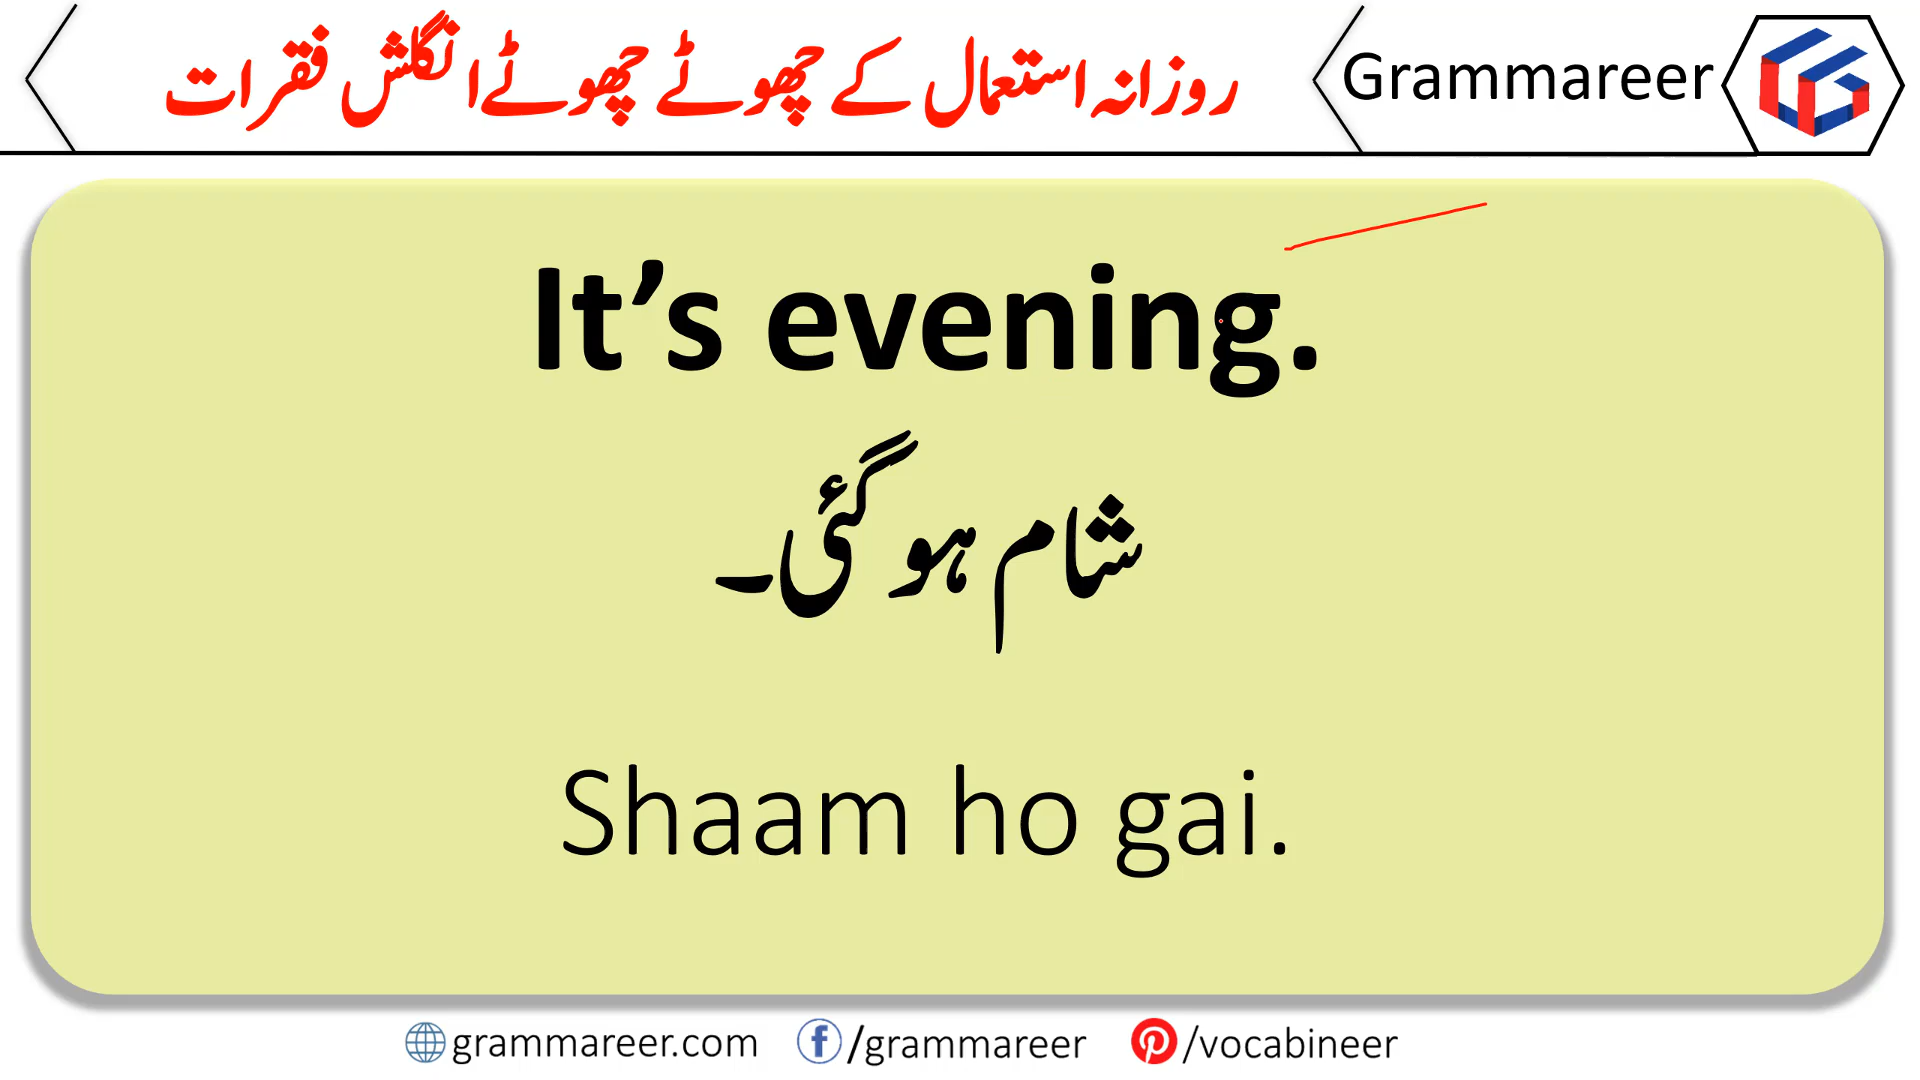 روزانہ استعمال کے چھوٹے چھوٹے انگلش فقرات
Grammareer
It’s evening.
شام ہو گئی۔
Shaam ho gai.
grammareer.com /grammareer /vocabineer